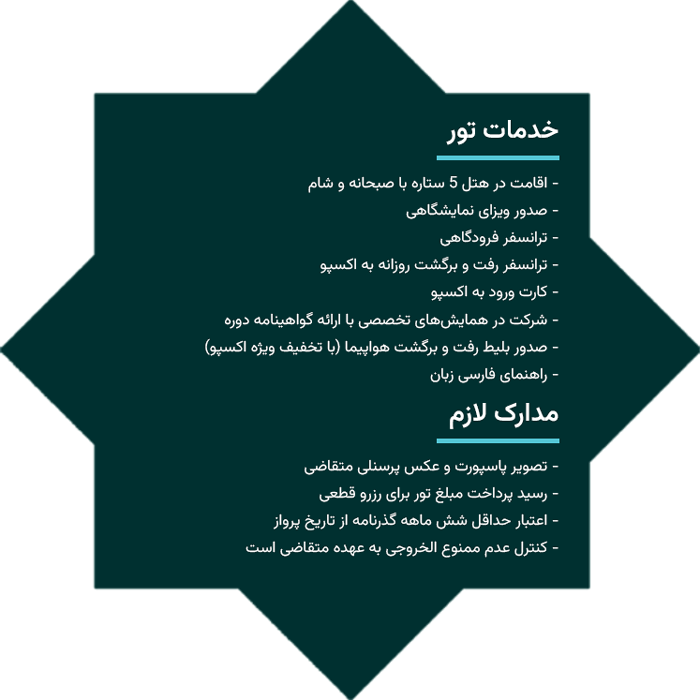 خدمات تور
- اقامت در هتل 5 ستاره با صبحانه و شام
- صدور ویزای نمایشگاهی
- ترانسفر فرودگاهی
- ترانسفر رفت و برگشت روزانه به اکسپو
- کارت ورود به اکسپو
- شرکت در همایش‌های تخصصی با ارائه گواهینامه دوره
- صدور بلیط رفت و برگشت هواپیما (با تخفیف ویژه اکسپو)
- راهنمای فارسی زبان
مدارک لازم
- تصویر پاسپورت و عکس پرسنلی متقاضی
- رسید پرداخت مبلغ تور برای رزرو قطعی
- اعتبار حداقل شش ماهه گذرنامه از تاریخ پرواز
- کنترل عدم ممنوع الخروجی به عهده متقاضی است